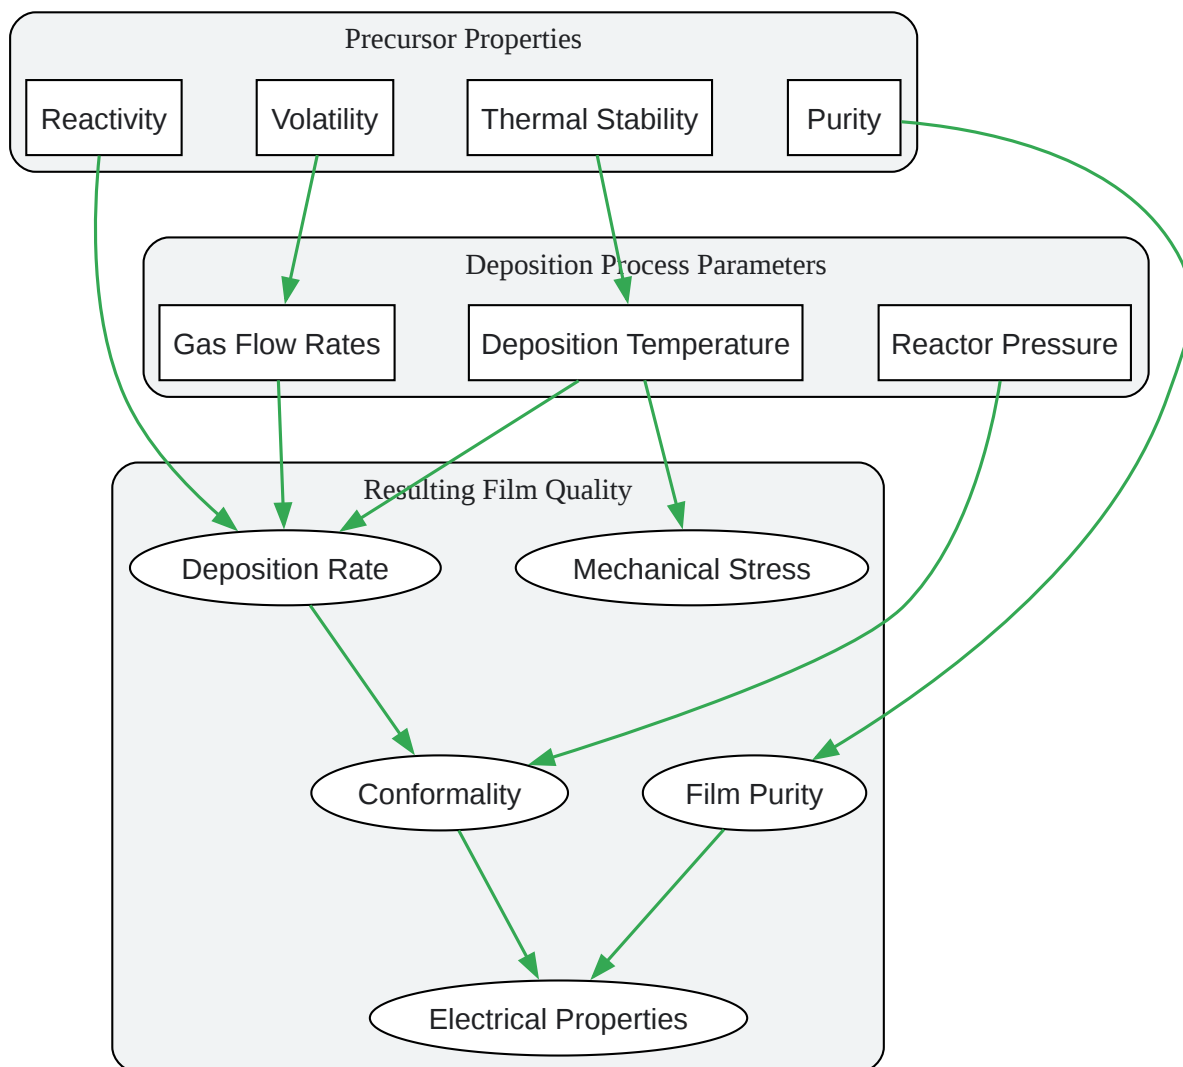 Precursor Properties
Reactivity
Volatility
Thermal Stability
Purity
Deposition Process Parameters
Gas Flow Rates
Deposition Temperature
Reactor Pressure
Resulting Film Quality
Deposition Rate
Mechanical Stress
Conformality
Film Purity
Electrical Properties